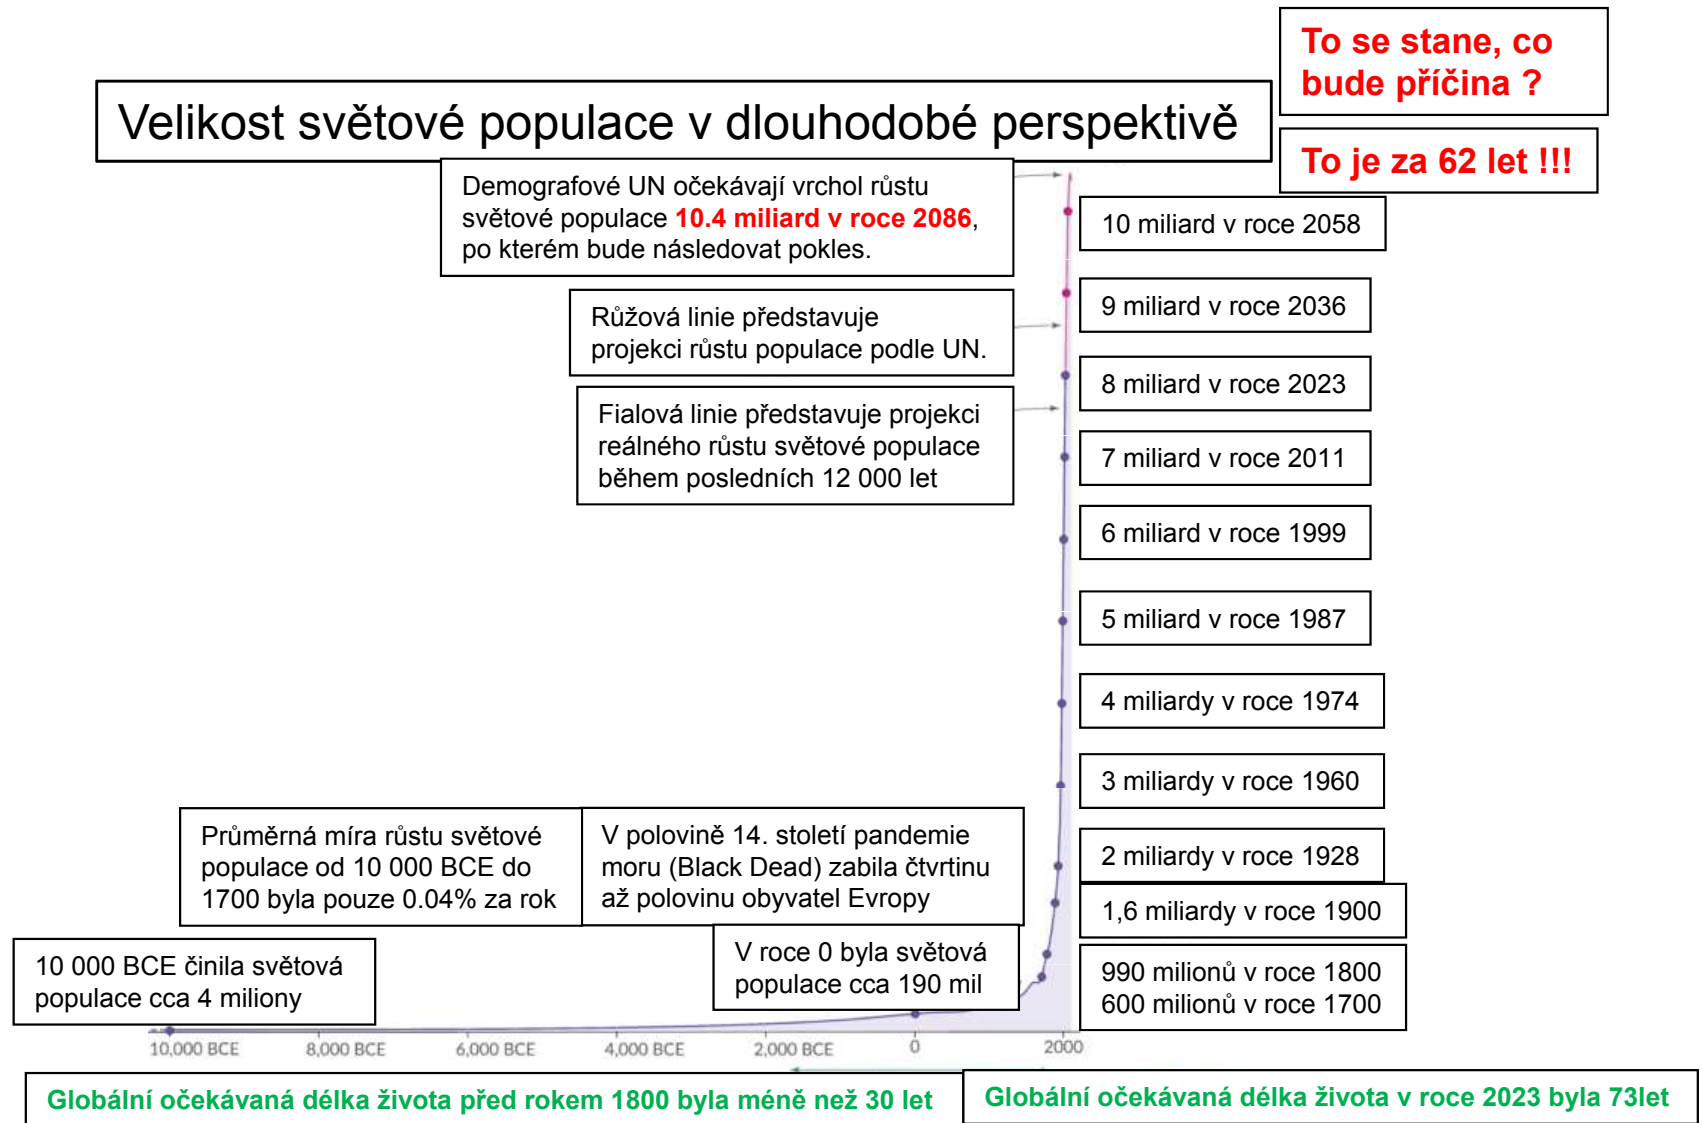 To se stane, co
bude příčina ?
Velikost světové populace v dlouhodobé perspektivě
To je za 62 let !!!
Demografové UN očekávají vrchol růstu
světové populace 10.4 miliard v roce 2086,
po kterém bude následovat pokles.
10 miliard v roce 2058
Růžová linie představuje
projekci růstu populace podle UN.
9 miliard v roce 2036
8 miliard v roce 2023
Fialová linie představuje projekci
reálného růstu světové populace
během posledních 12 000 let
7 miliard v roce 2011
6 miliard v roce 1999
5 miliard v roce 1987
4 miliardy v roce 1974
3 miliardy v roce 1960
Průměrná míra růstu světové
populace od 10 000 BCE do
1700 byla pouze 0.04% za rok
V polovině 14. století pandemie
moru (Black Dead) zabila čtvrtinu
až polovinu obyvatel Evropy
2 miliardy v roce 1928
1,6 miliardy v roce 1900
10 000 BCE činila světová
populace cca 4 miliony
V roce 0 byla světová
populace cca 190 mil
990 milionů v roce 1800
600 milionů v roce 1700
10,000 BCE
8,000 BCE
6,000 BCE
4,000 BCE
2,000 BCE
0
2000
Globální očekávaná délka života před rokem 1800 byla méně než 30 let
Globální očekávaná délka života v roce 2023 byla 73let